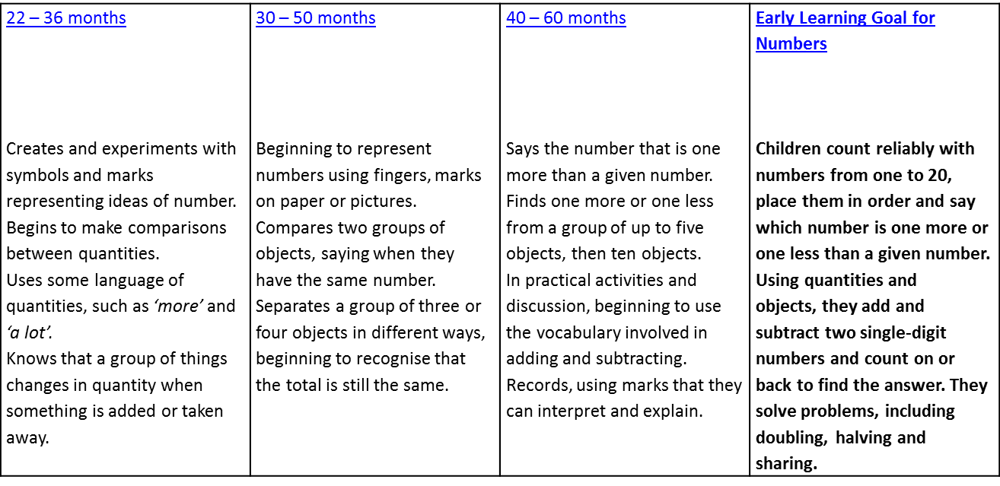 22 – 36 months
Creates and experiments with
symbols and marks
representing ideas of number.
Begins to make comparisons
between quantities.
Uses some language of
quantities, such as ‘more’ and
‘a lot’.
Knows that a group of things
changes in quantity when
something is added or taken
away.
30 – 50 months
Beginning to represent
numbers using fingers, marks
on paper or pictures.
Compares two groups of
objects, saying when they
have the same number.
Separates a group of three or
four objects in different ways,
beginning to recognise that
the total is still the same.
40 – 60 months
Says the number that is one
more than a given number.
Finds one more or one less
from a group of up to five
objects, then ten objects.
In practical activities and
discussion, beginning to use
the vocabulary involved in
adding and subtracting.
Records, using marks that they
can interpret and explain.
Early Learning Goal for
Numbers
Children count reliably with
numbers from one to 20,
place them in order and say
which number is one more or
one less than a given number.
Using quantities and
objects, they add and
subtract two single-digit
numbers and count on or
back to find the answer. They
solve problems, including
doubling, halving and
sharing.